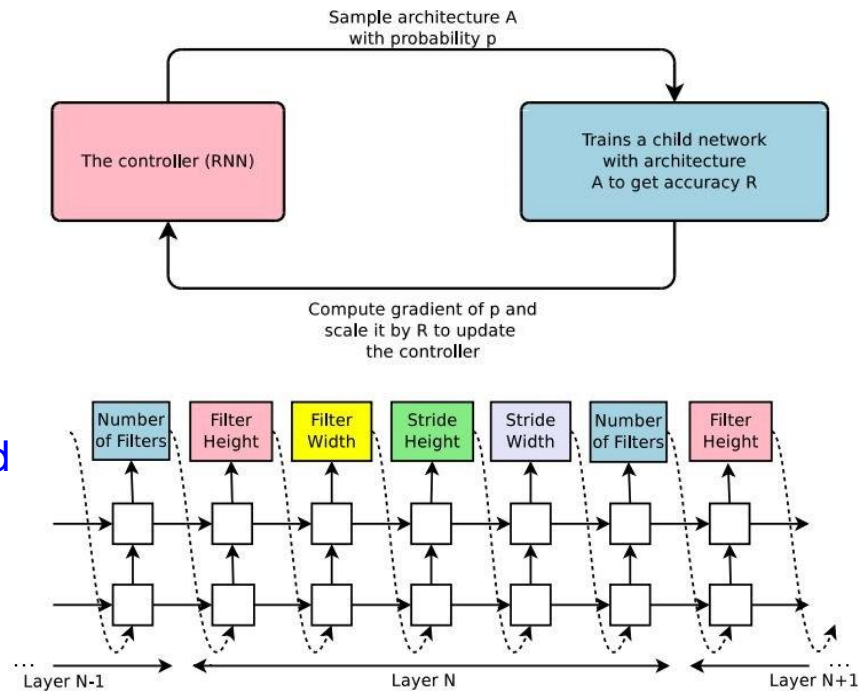 Sample architecture A
with probability p
The controller (RNN)
Trains a child network
with architecture
A to get accuracy R
Compute gradient of p and
scale it by R to update
the controller
d
Number
of Filters
Filter
Height
Filter
Width
Stride
Height
Stride
Width
Number
of Filters
Filter
Height
... Layer N-1
Layer N
Layer N+1 ...